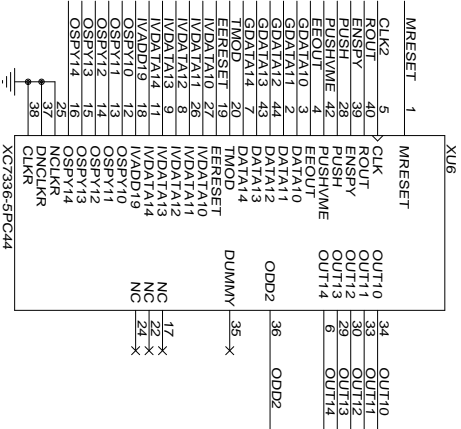 XU6
MRESET 1 MRESET
CLK2 5 CLK OUT10 34 OUT10
ROUT 40 ROUT OUT11 33 OUT11
ENSPY 39 ENSPY OUT12 30 OUT12
PUSH 28 PUSH OUT13 29 OUT13
PUSHVME 42 PUSHVME OUT14 6 OUT14
EEOUT 4 EEOUT
GDATA10 3 DATA10
GDATA11 2 DATA11
GDATA12 44 DATA12 ODD2 36 ODD2
GDATA13 43 DATA13
GDATA14 7 DATA14
TMOD 20 TMOD DUMMY 35
EERESET 19 EERESET
IVDATA10 27 IVDATA10
IVDATA11 26 IVDATA11
IVDATA12 8 IVDATA12
IVDATA13 9 IVDATA13 NC 17
IVDATA14 11 IVDATA14 NC 22
IVADD19 18 IVADD19 NC 24
OSPY10 12 OSPY10
OSPY11 13 OSPY11
OSPY12 14 OSPY12
OSPY13 15 OSPY13
OSPY14 16 OSPY14
25 NCLKR
37 DNCLKR
38 CLKR
XC7336-5PC44